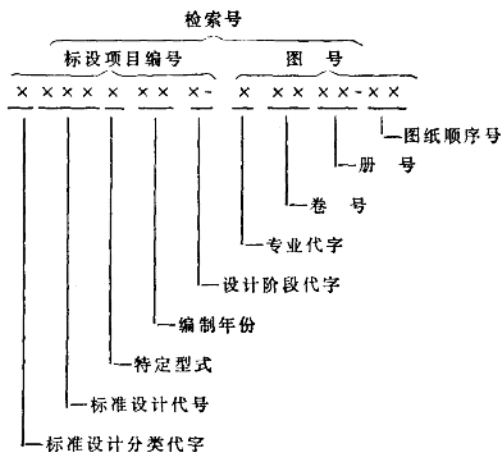 检索号
标设项目编号 图 号
× ××× × ×× ×- × ×× ××-××
图纸顺序号
册 号
卷 号
专业代字
设计阶段代字
编制年份
特定型式
标准设计代号
标准设计分类代字